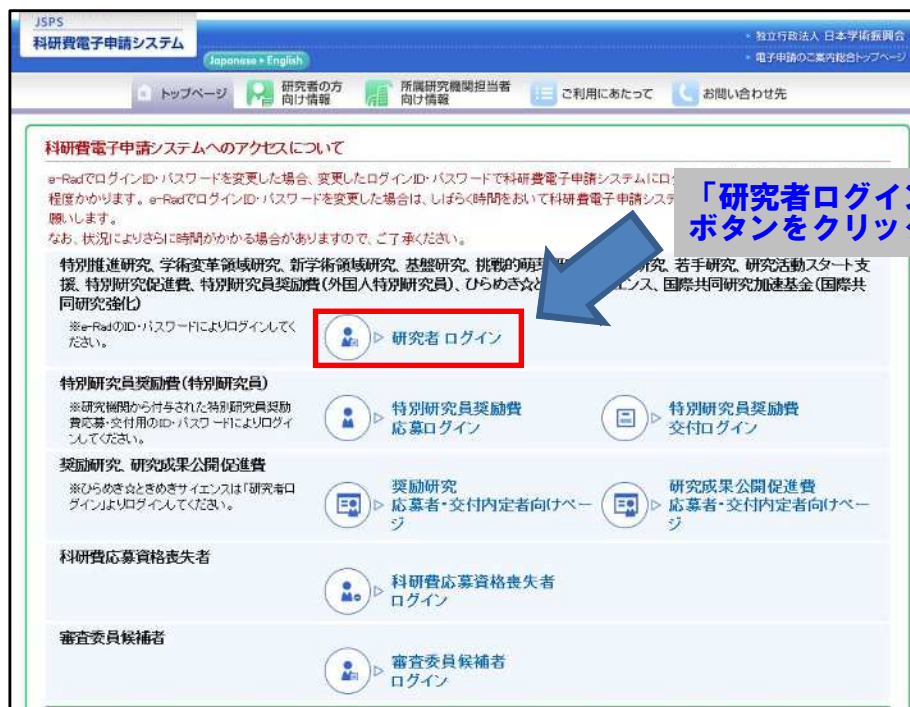 JSPS
科研費電子申請システム
Japanese ▸ English
独立行政法人 日本学術振興会
電子申請のご案内総合トップページ
トップページ
研究者の方
向け情報
所属研究機関担当者
向け情報
ご利用にあたって
お問い合わせ先
科研費電子申請システムへのアクセスについて
e-RadでログインID・パスワードを変更した場合、変更したログインID・パスワードで科研費電子申請システムにロ
程度かかります。e-RadでログインID・パスワードを変更した場合は、しばらく時間をおいて科研費電子申請シス
願いします。
なお、状況によりさらに時間がかかる場合がありますので、ご了承ください。
「研究者ログイン
ボタンをクリック
特別推進研究、学術変革領域研究、新学術領域研究、基盤研究、挑戦的萌芽 研究、若手研究、研究活動スタート支
援、特別研究促進費、特別研究員奨励費(外国人特別研究員)、ひらめき☆と エンス、国際共同研究加速基金(国際共
同研究強化)
※e-RadのID・パスワードによりログインしてく
ださい。
研究者 ログイン
特別研究員奨励費(特別研究員)
※研究機関から付与された特別研究員奨励
費応募・交付用のID・パスワードによりログイ
ンしてください。
特別研究員奨励費
応募ログイン
特別研究員奨励費
交付ログイン
奨励研究、研究成果公開促進費
※ひらめき☆ときめきサイエンスは「研究者ロ
グイン」よりログインしてください。
奨励研究
応募者・交付内定者向けペー
ジ
研究成果公開促進費
応募者・交付内定者向けペー
ジ
科研費応募資格喪失者
科研費応募資格喪失者
ログイン
審査委員候補者
審査委員候補者
ログイン